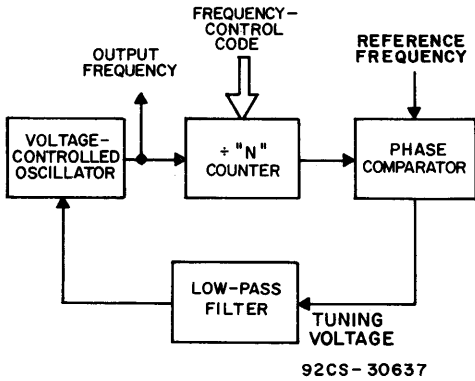 FREQUENCY-
CONTROL
CODE
OUTPUT
FREQUENCY
REFERENCE
FREQUENCY
VOLTAGE-
CONTROLLED
OSCILLATOR
÷ "N"
COUNTER
PHASE
COMPARATOR
LOW-PASS
FILTER
TUNING
VOLTAGE
92CS-30637